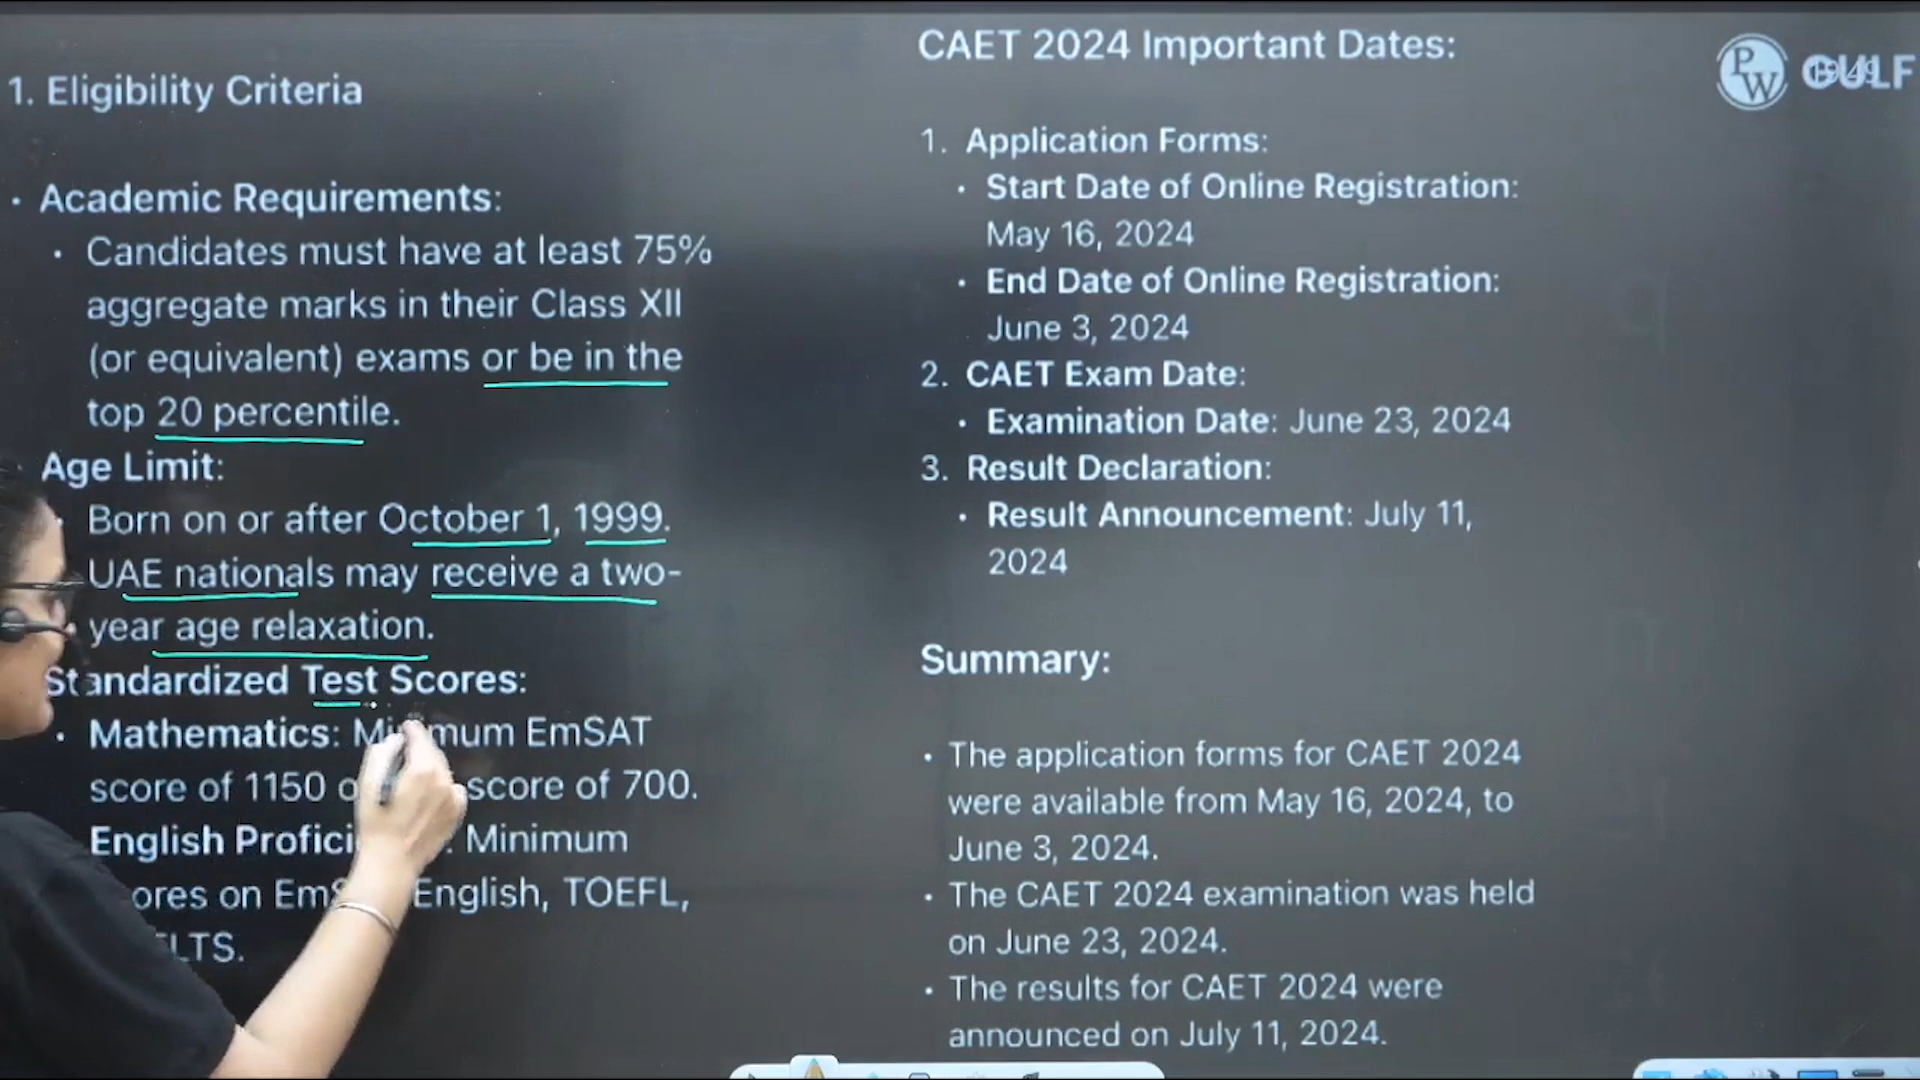 1. Eligibility Criteria
• Academic Requirements:
• Candidates must have at least 75%
aggregate marks in their Class XII
(or equivalent) exams or be in the
top 20 percentile.
Age Limit:
Born on or after October 1, 1999.
UAE nationals may receive a two-
year age relaxation.
Standardized Test Scores:
• Mathematics: Minimum EmSAT
score of 1150 score of 700.
English Minimum
on English, TOEFL,
CAET 2024 Important Dates:
1. Application Forms:
• Start Date of Online Registration:
May 16, 2024
• End Date of Online Registration:
June 3, 2024
2. CAET Exam Date:
• Examination Date: June 23, 2024
3. Result Declaration:
• Result Announcement: July 11,
2024
Summary:
• The application forms for CAET 2024
were available from May 16, 2024, to
June 3, 2024.
• The CAET 2024 examination was held
on June 23, 2024.
• The results for CAET 2024 were
announced on July 11, 2024.
PW GULF